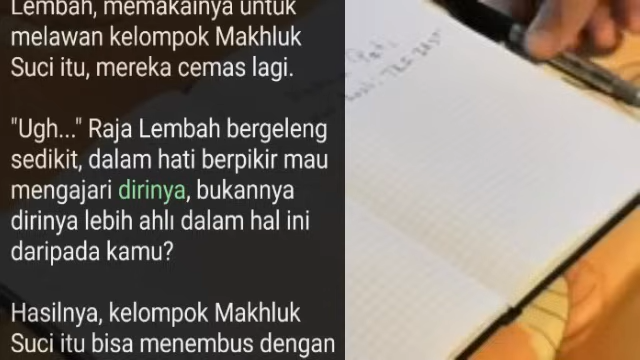 Lembah, memakainya untuk
melawan kelompok Makhluk
Suci itu, mereka cemas lagi.
"Ugh..." Raja Lembah bergeleng
sedikit, dalam hati berpikir mau
mengajari dirinya, bukannya
dirinya lebih ahlı dalam hal ini
daripada kamu?
Hasilnya, kelompok Makhluk
Suci itu bisa menembus dengan